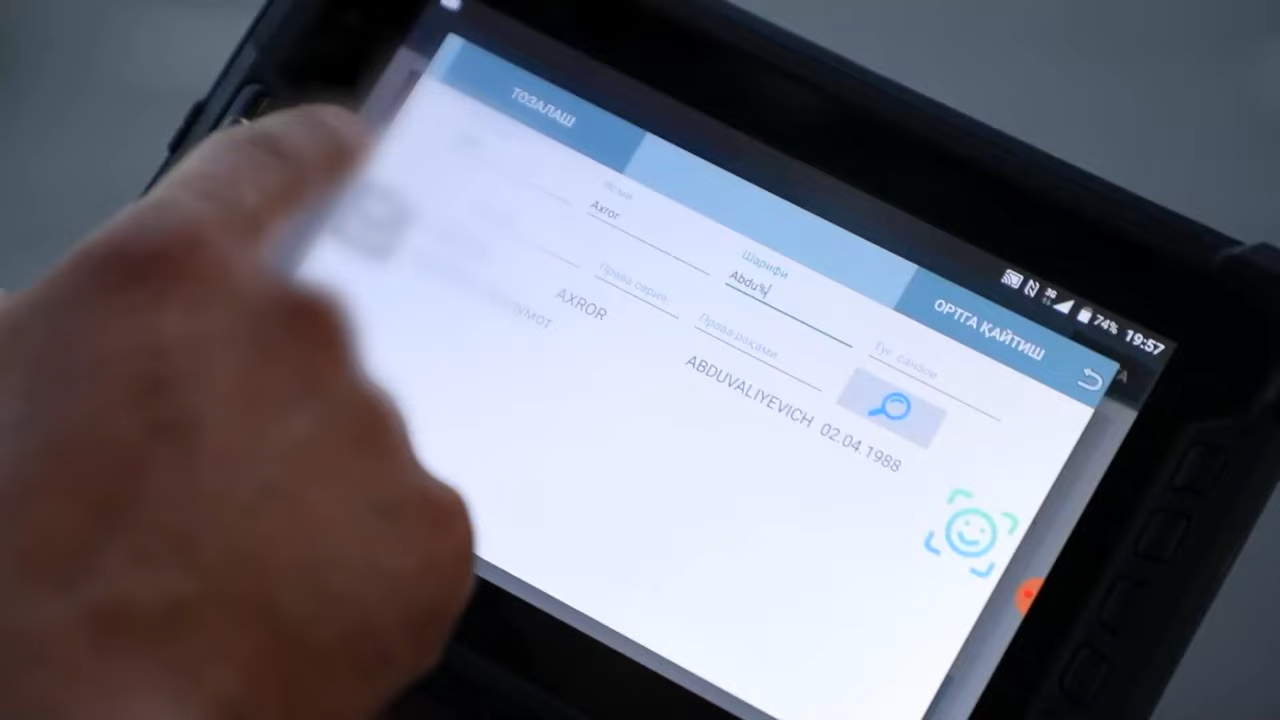 74% 19:57
ТОЗАЛАШ
ОРТГА ҚАЙТИШ
Исми
Axror
Шарифи
Abdu%
Туғ. санаси
Права серия
Права рақами
AXROR
ABDUVALIYEVICH 02.04.1988